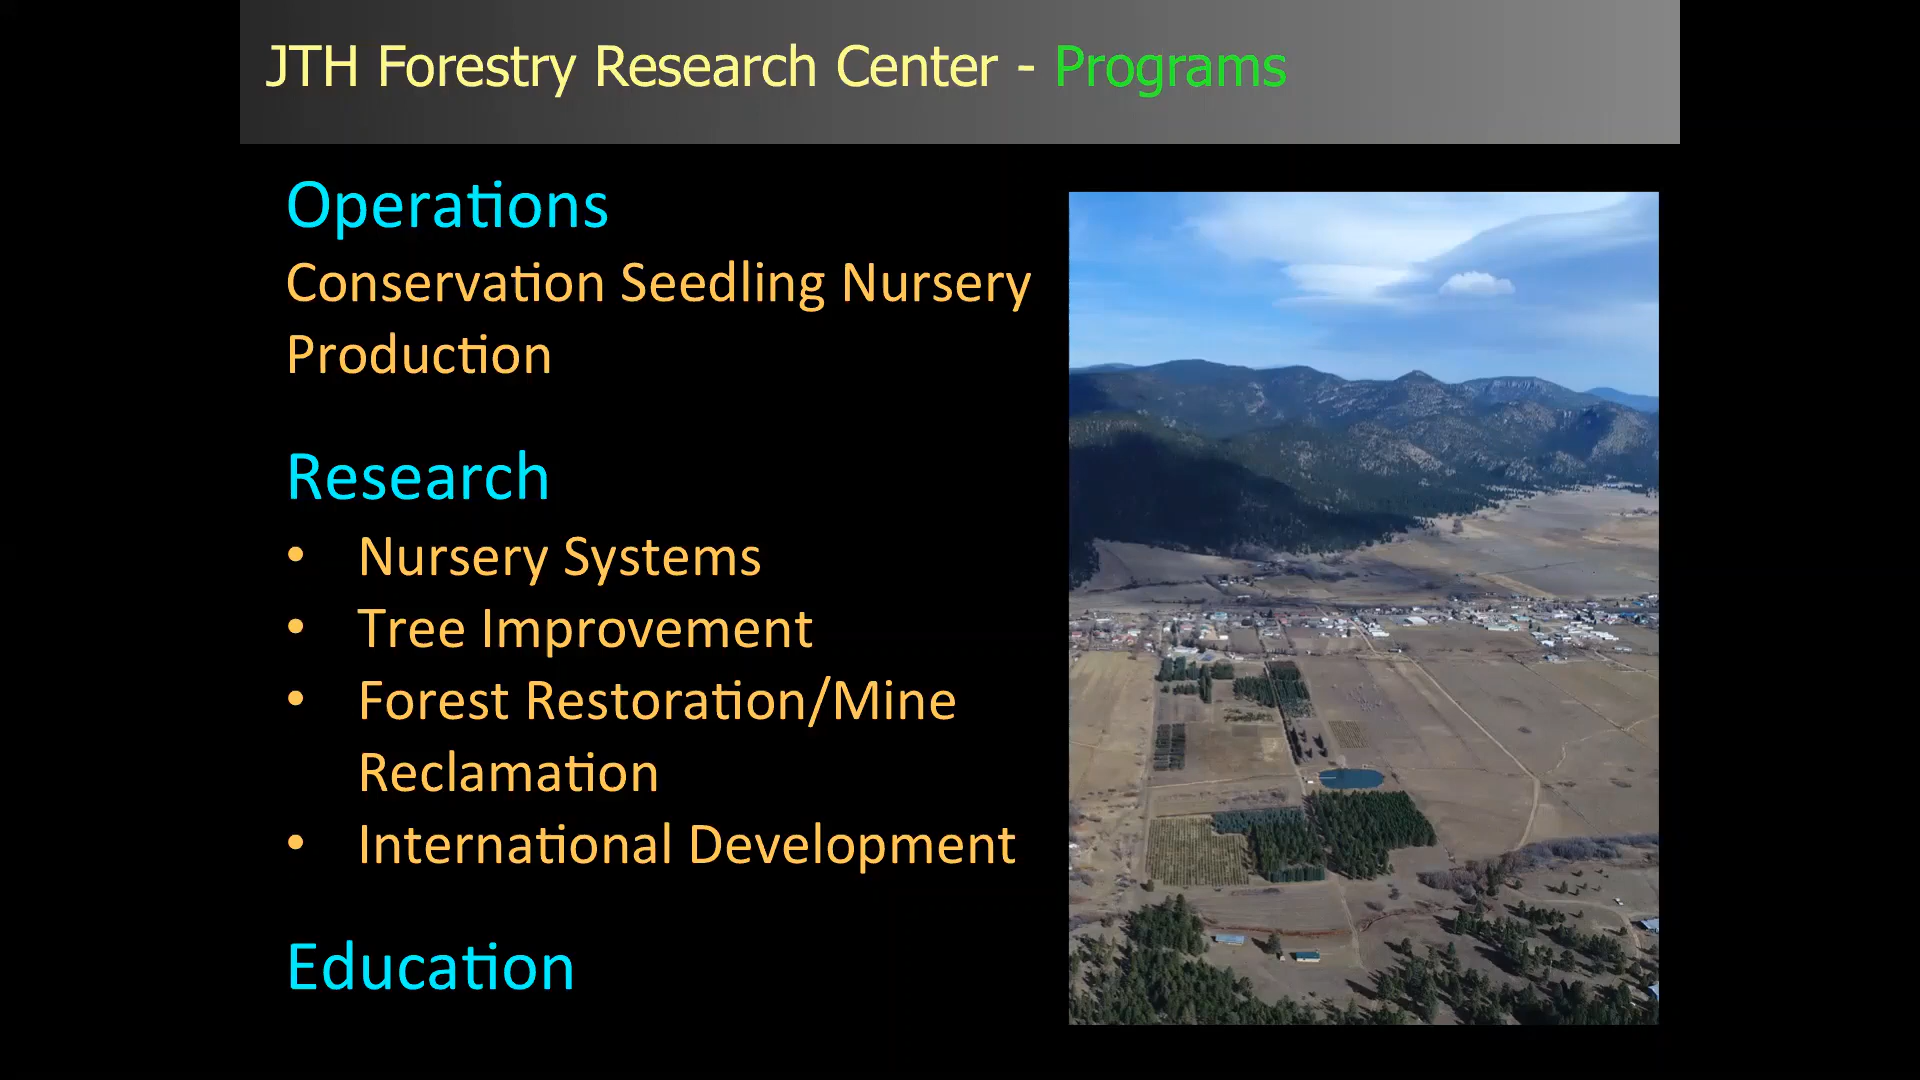 JTH Forestry Research Center - Programs
Operations
Conservation Seedling Nursery
Production
Research
• Nursery Systems
• Tree Improvement
• Forest Restoration/Mine
Reclamation
• International Development
Education